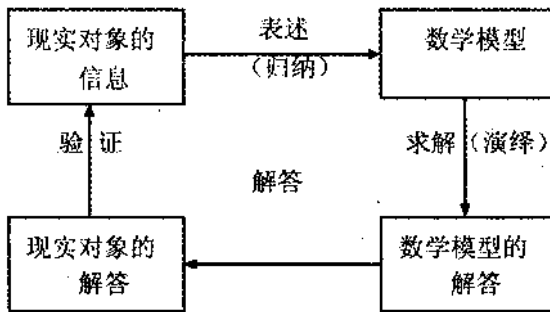 现实对象的
信息
表述
（归纳）
数学模型
验证
求解（演绎）
解答
现实对象的
解答
数学模型的
解答